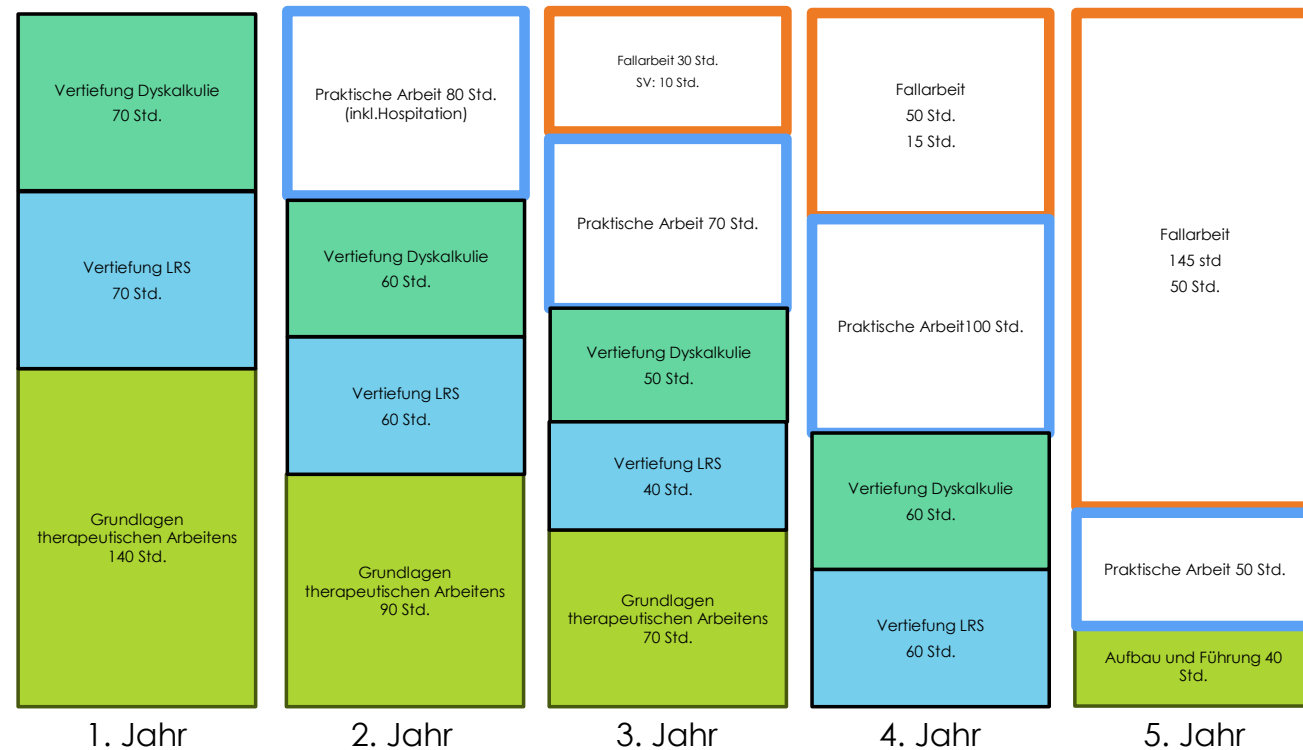 Vertiefung Dyskalkulie
70 Std.
Vertiefung LRS
70 Std.
Grundlagen
therapeutischen Arbeitens
140 Std.
1. Jahr
Praktische Arbeit 80 Std.
(inkl.Hospitation)
Vertiefung Dyskalkulie
60 Std.
Vertiefung LRS
60 Std.
Grundlagen
therapeutischen Arbeitens
90 Std.
2. Jahr
Fallarbeit 30 Std.
SV: 10 Std.
Praktische Arbeit 70 Std.
Vertiefung Dyskalkulie
50 Std.
Vertiefung LRS
40 Std.
Grundlagen
therapeutischen Arbeitens
70 Std.
3. Jahr
Fallarbeit
50 Std.
15 Std.
Praktische Arbeit100 Std.
Vertiefung Dyskalkulie
60 Std.
Vertiefung LRS
60 Std.
4. Jahr
Fallarbeit
145 std
50 Std.
Praktische Arbeit 50 Std.
Aufbau und Führung 40
Std.
5. Jahr